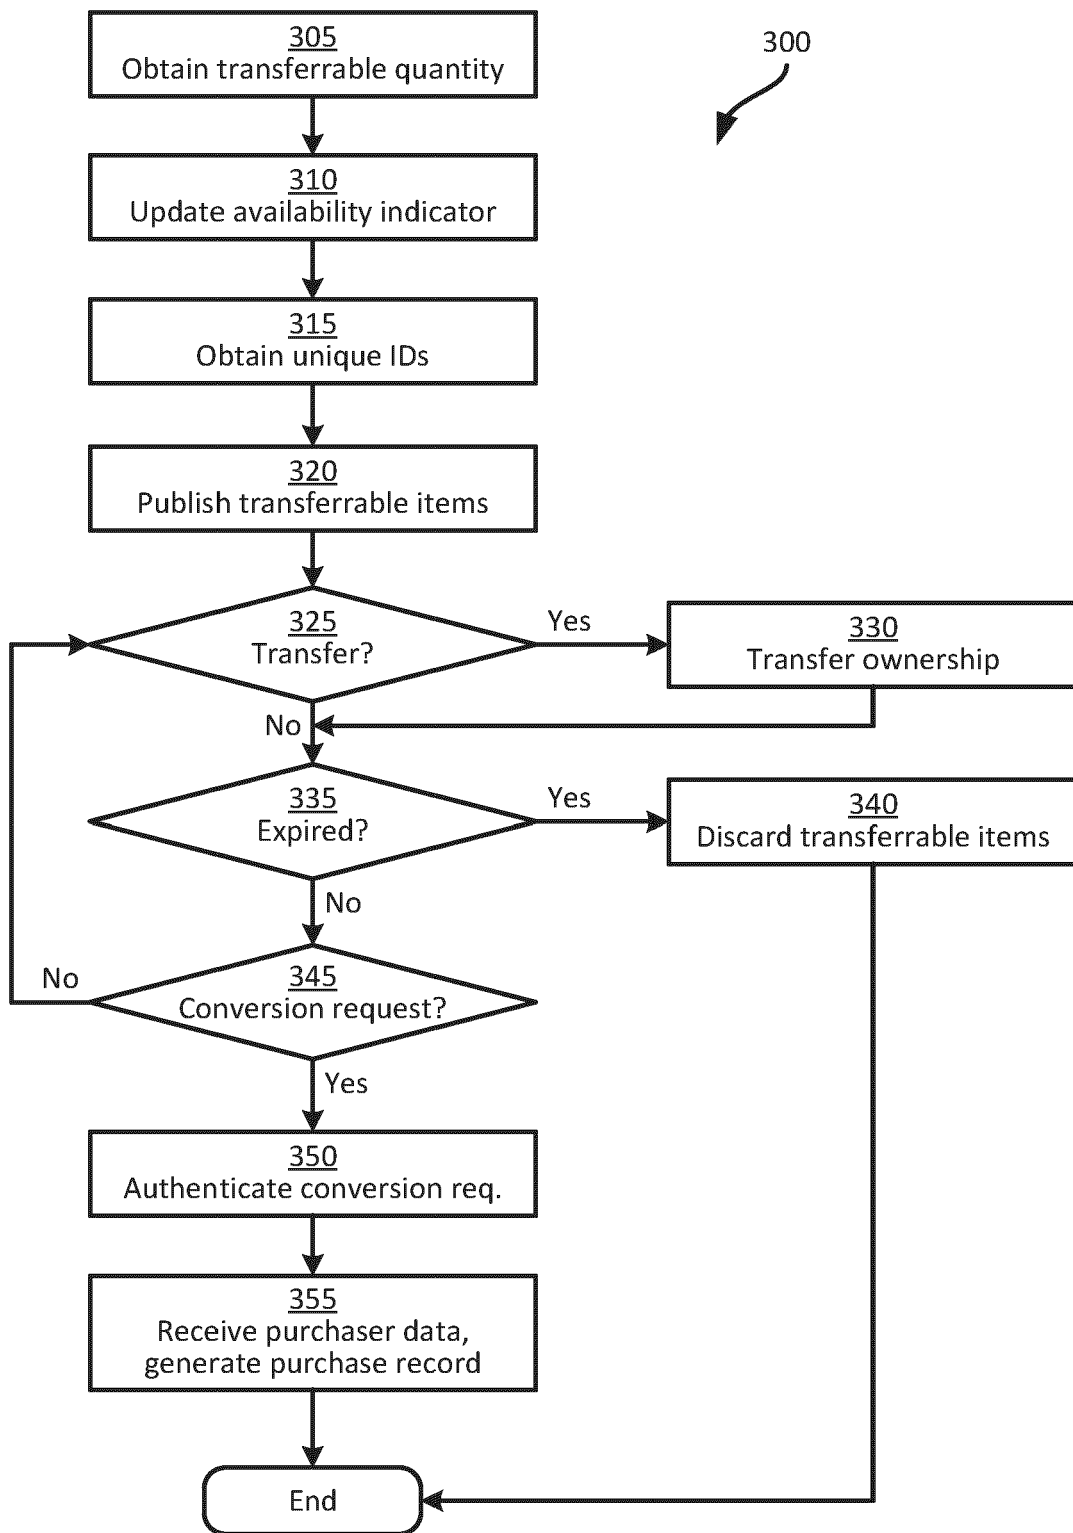 305
Obtain transferrable quantity
300
310
Update availability indicator
315
Obtain unique IDs
320
Publish transferrable items
325
Transfer?
Yes
330
Transfer ownership
No
335
Expired?
Yes
340
Discard transferrable items
No
345
Conversion request?
No
Yes
350
Authenticate conversion req.
355
Receive purchaser data,
generate purchase record
End